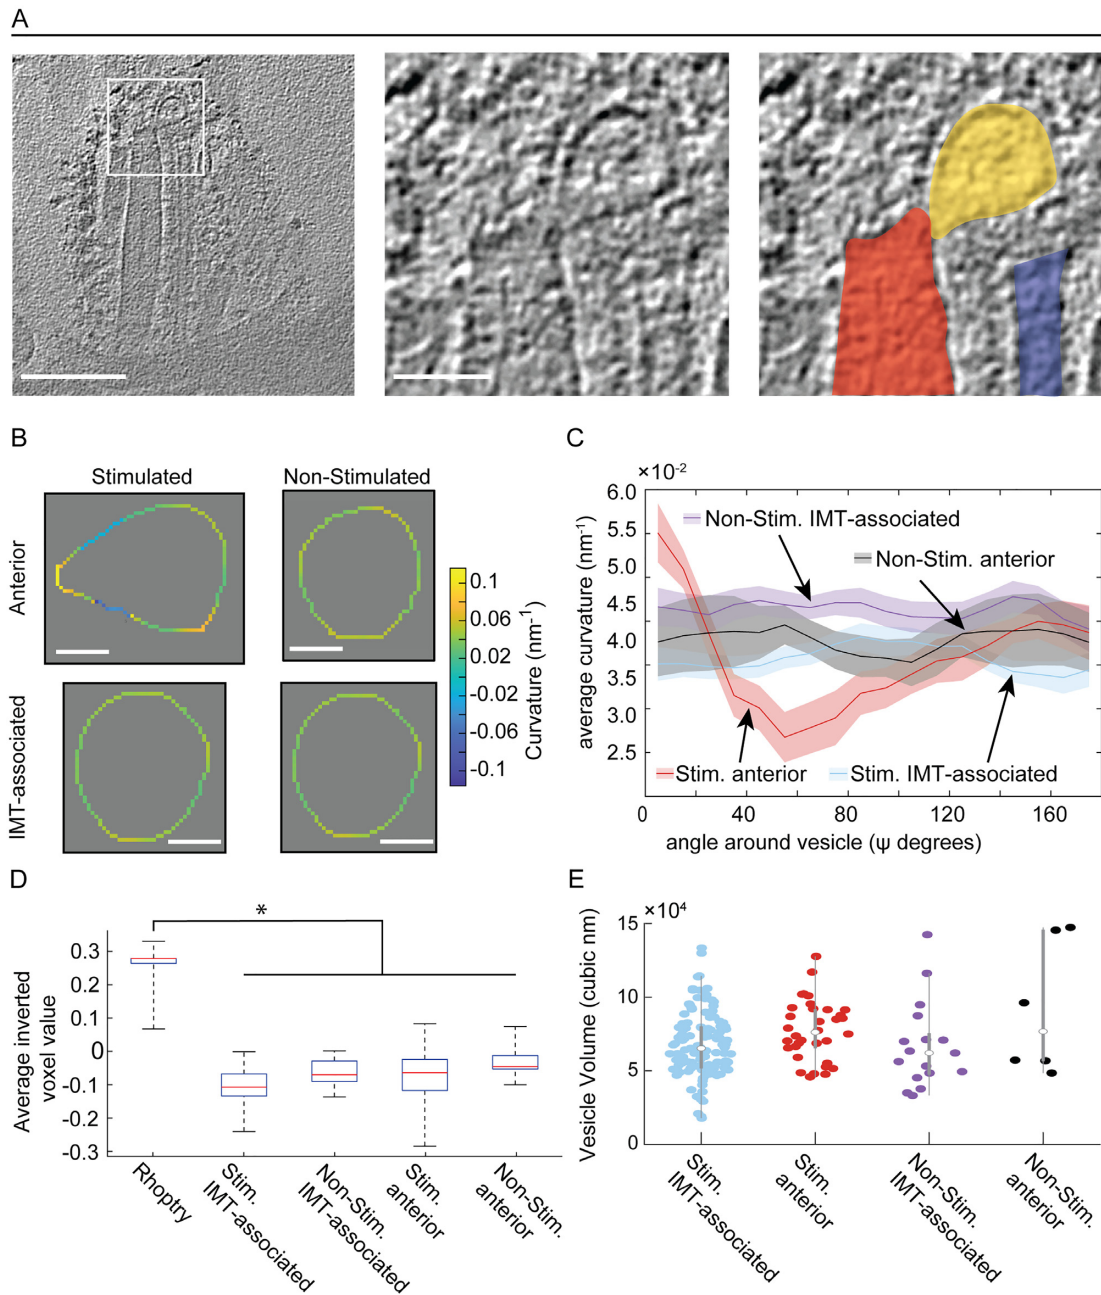 A
B
Stimulated
Non-Stimulated
Anterior
IMT-associated
0.1
0.06
0.02
-0.02
-0.06
-0.1
Curvature (nm⁻¹)
C
×10⁻²
6.0
5.5
5.0
4.5
4.0
3.5
3.0
2.5
average curvature (nm⁻¹)
Non-Stim. IMT-associated
Non-Stim. anterior
Stim. anterior
Stim. IMT-associated
0 40 80 120 160
angle around vesicle (ψ degrees)
D
*
0.3
0.2
0.1
0
-0.1
-0.2
-0.3
Average inverted
voxel value
Rhoptry
Stim.
IMT-associated
Non-Stim.
IMT-associated
Stim.
anterior
Non-Stim.
anterior
E
×10⁴
15
10
5
0
Vesicle Volume (cubic nm)
Stim.
IMT-associated
Stim.
anterior
Non-Stim.
IMT-associated
Non-Stim.
anterior